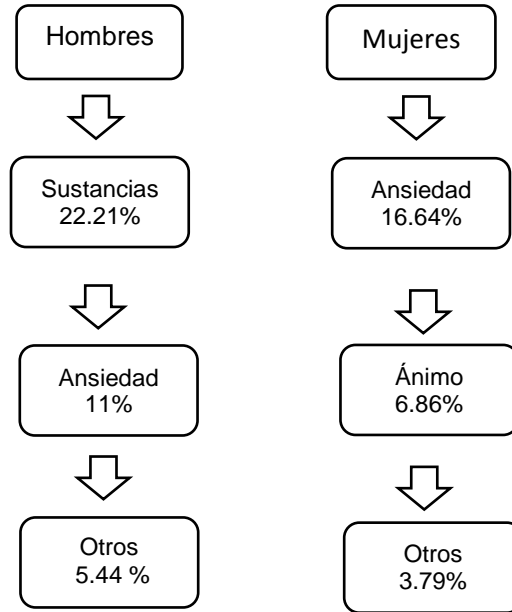 Hombres
Sustancias
22.21%
Ansiedad
11%
Otros
5.44 %
Mujeres
Ansiedad
16.64%
Ánimo
6.86%
Otros
3.79%